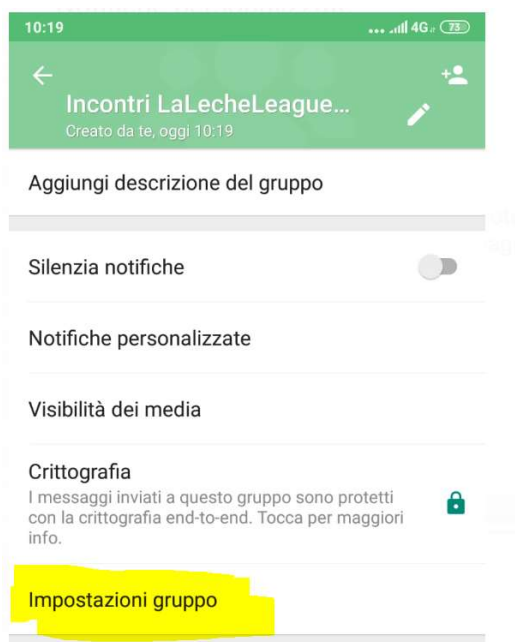 10:19
4G 73
Incontri LaLecheLeague...
Creato da te, oggi 10:19
Aggiungi descrizione del gruppo
Silenzia notifiche
Notifiche personalizzate
Visibilità dei media
Crittografia
I messaggi inviati a questo gruppo sono protetti
con la crittografia end-to-end. Tocca per maggiori
info.
Impostazioni gruppo